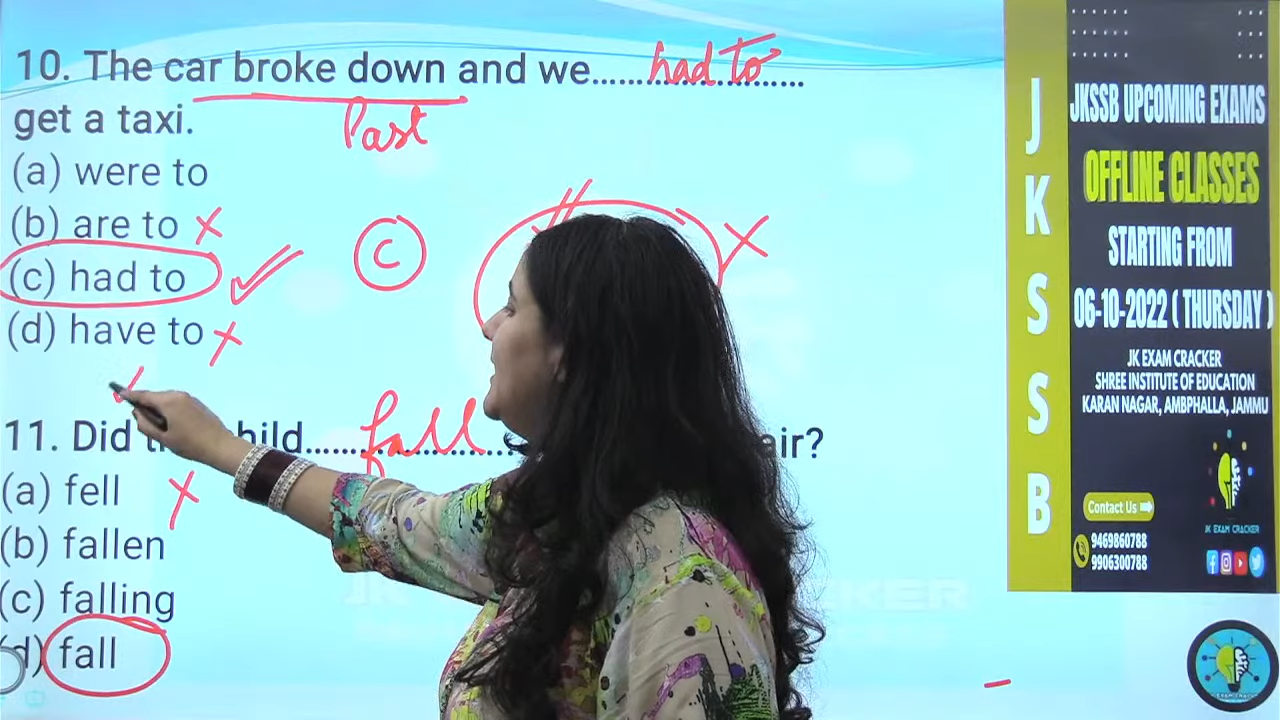 10. The car broke down and we...... had to ......
get a taxi.
Past
(a) were to
(b) are to ×
(c) had to ✓
(d) have to ×
C
11. Did hild........ fall air?
(a) fell ×
(b) fallen
(c) falling
(d) fall
JKSSB
JKSSB UPCOMING EXAMS
OFFLINE CLASSES
STARTING FROM
06-10-2022 ( THURSDAY )
JK EXAM CRACKER
SHREE INSTITUTE OF EDUCATION
KARAN NAGAR, AMBPHALLA, JAMMU
JK EXAM CRACKER
Contact Us
9469860788
9906300788